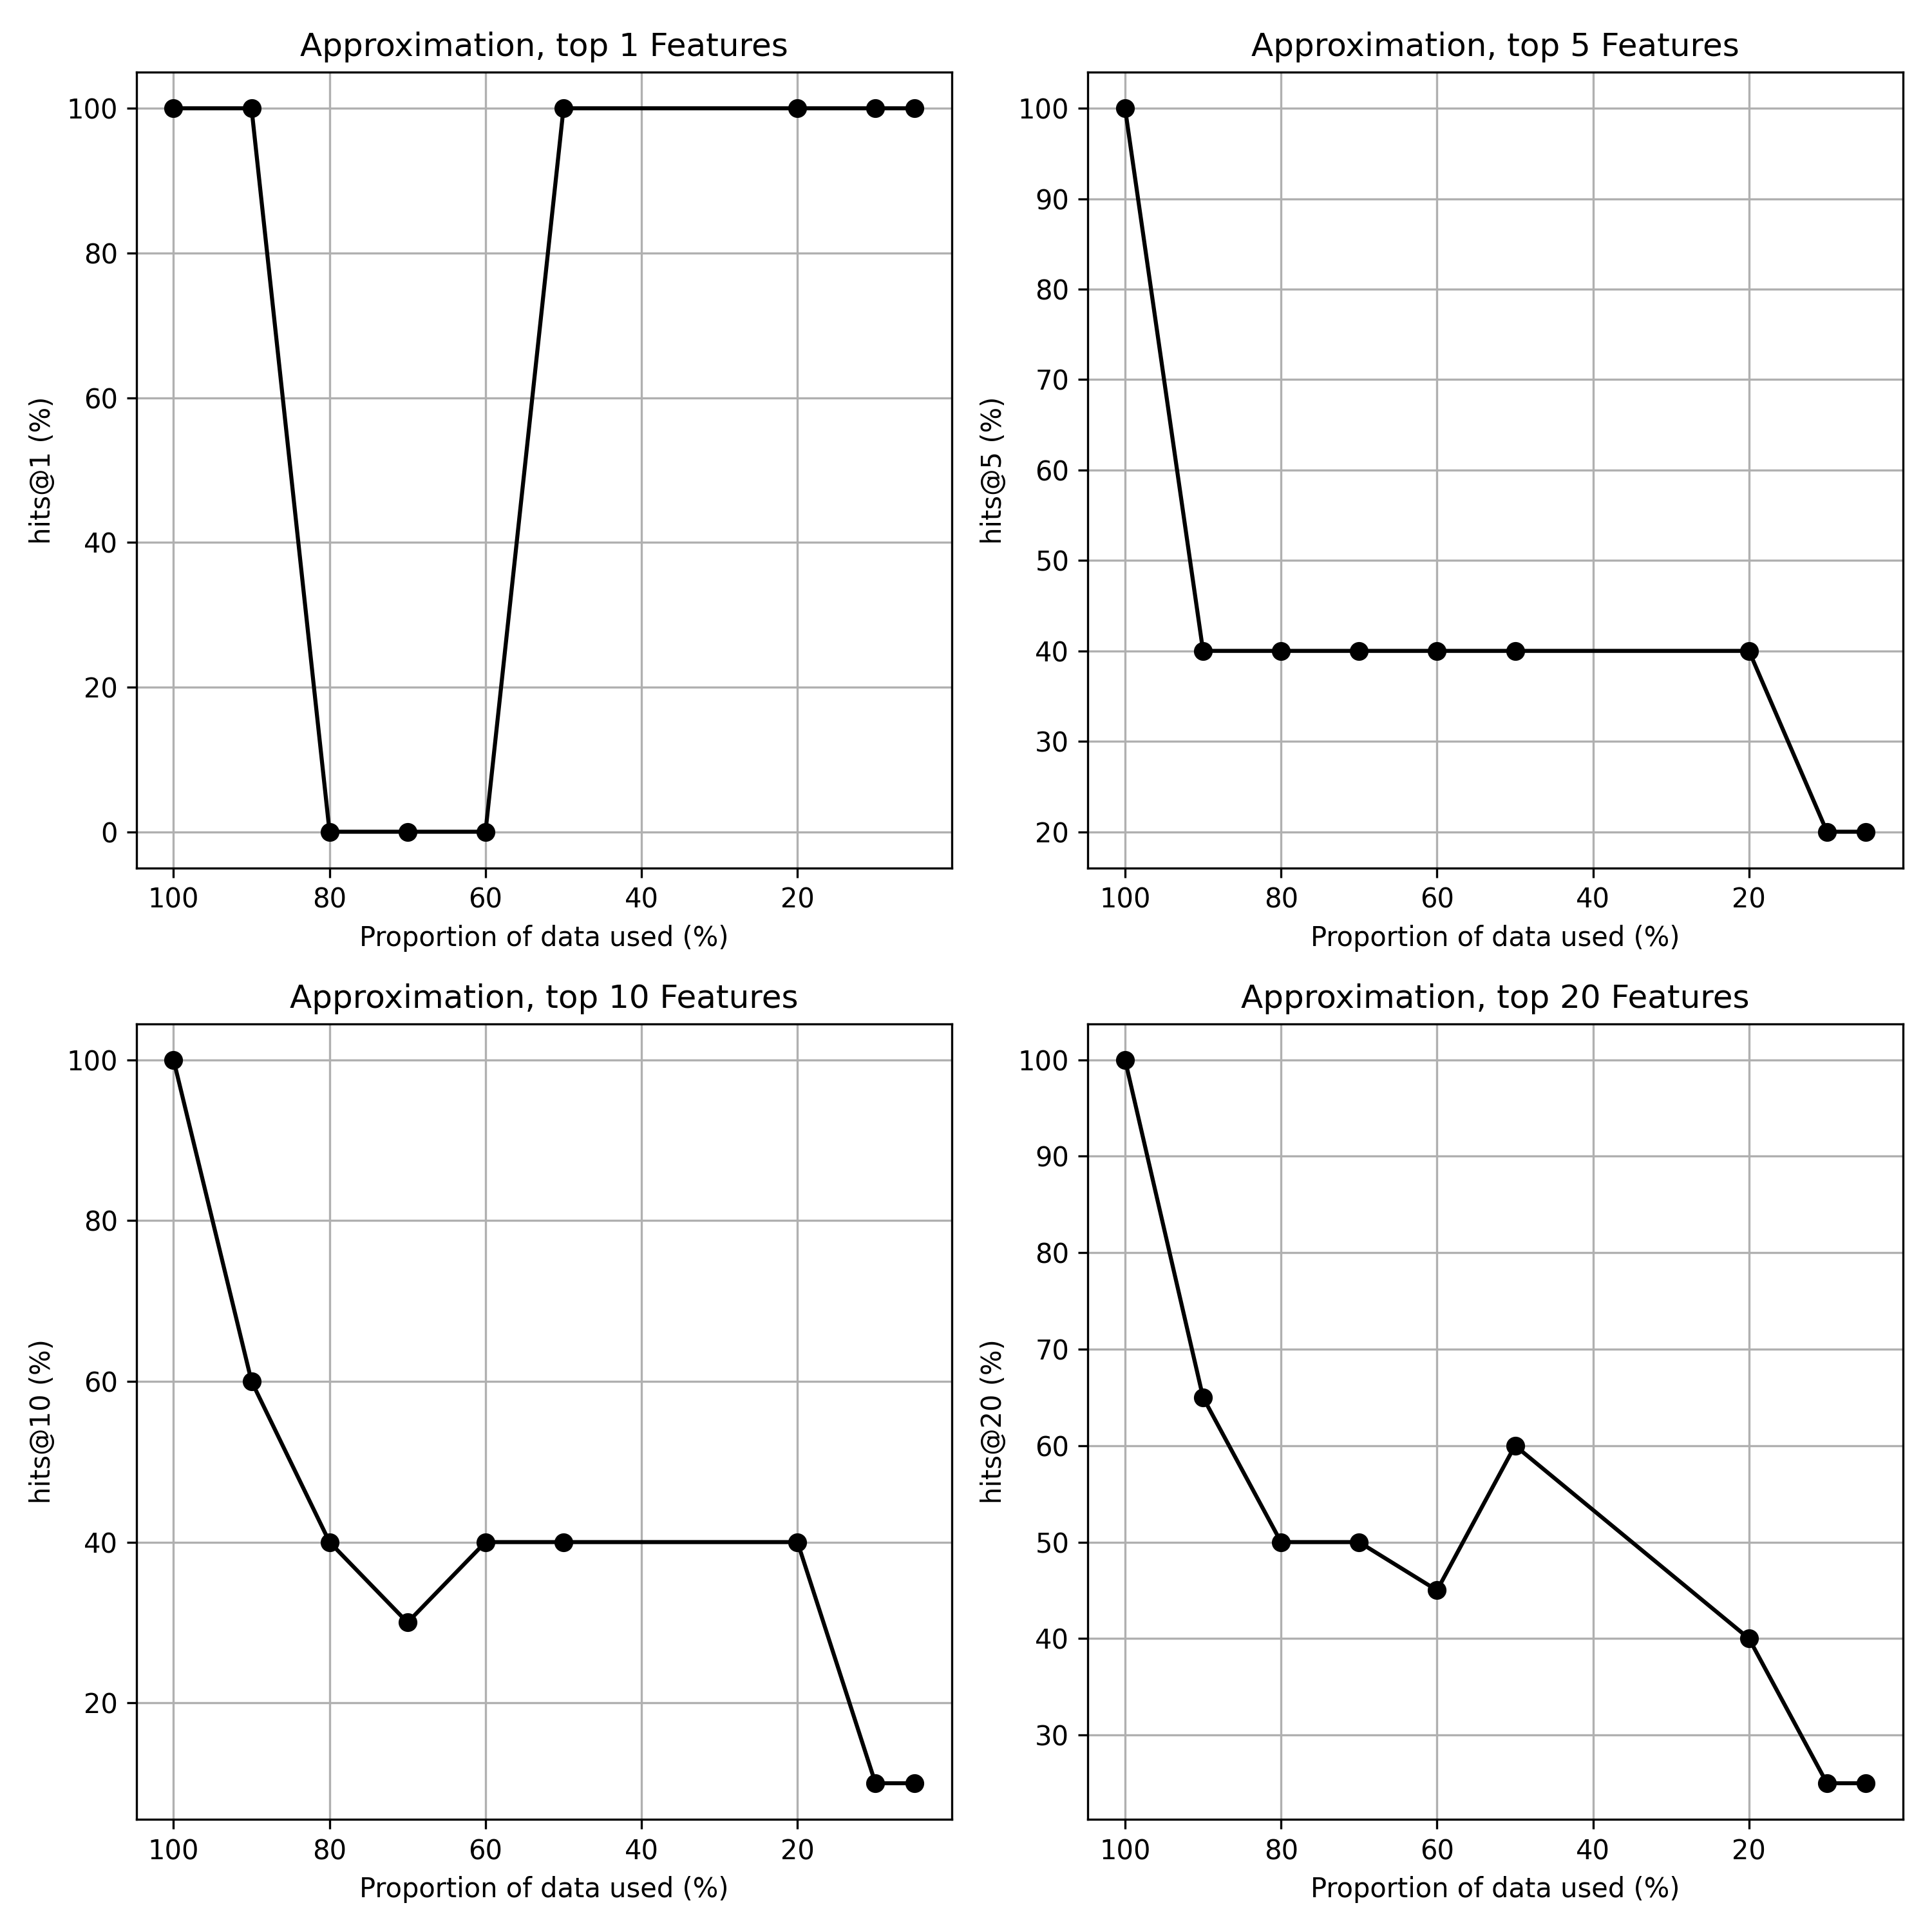 Approximation, top 1 Features
100
80
60
40
20
0
hits@1 (%)
100 80 60 40 20
Proportion of data used (%)
Approximation, top 5 Features
100
90
80
70
60
50
40
30
20
hits@5 (%)
100 80 60 40 20
Proportion of data used (%)
Approximation, top 10 Features
100
80
60
40
20
hits@10 (%)
100 80 60 40 20
Proportion of data used (%)
Approximation, top 20 Features
100
90
80
70
60
50
40
30
hits@20 (%)
100 80 60 40 20
Proportion of data used (%)